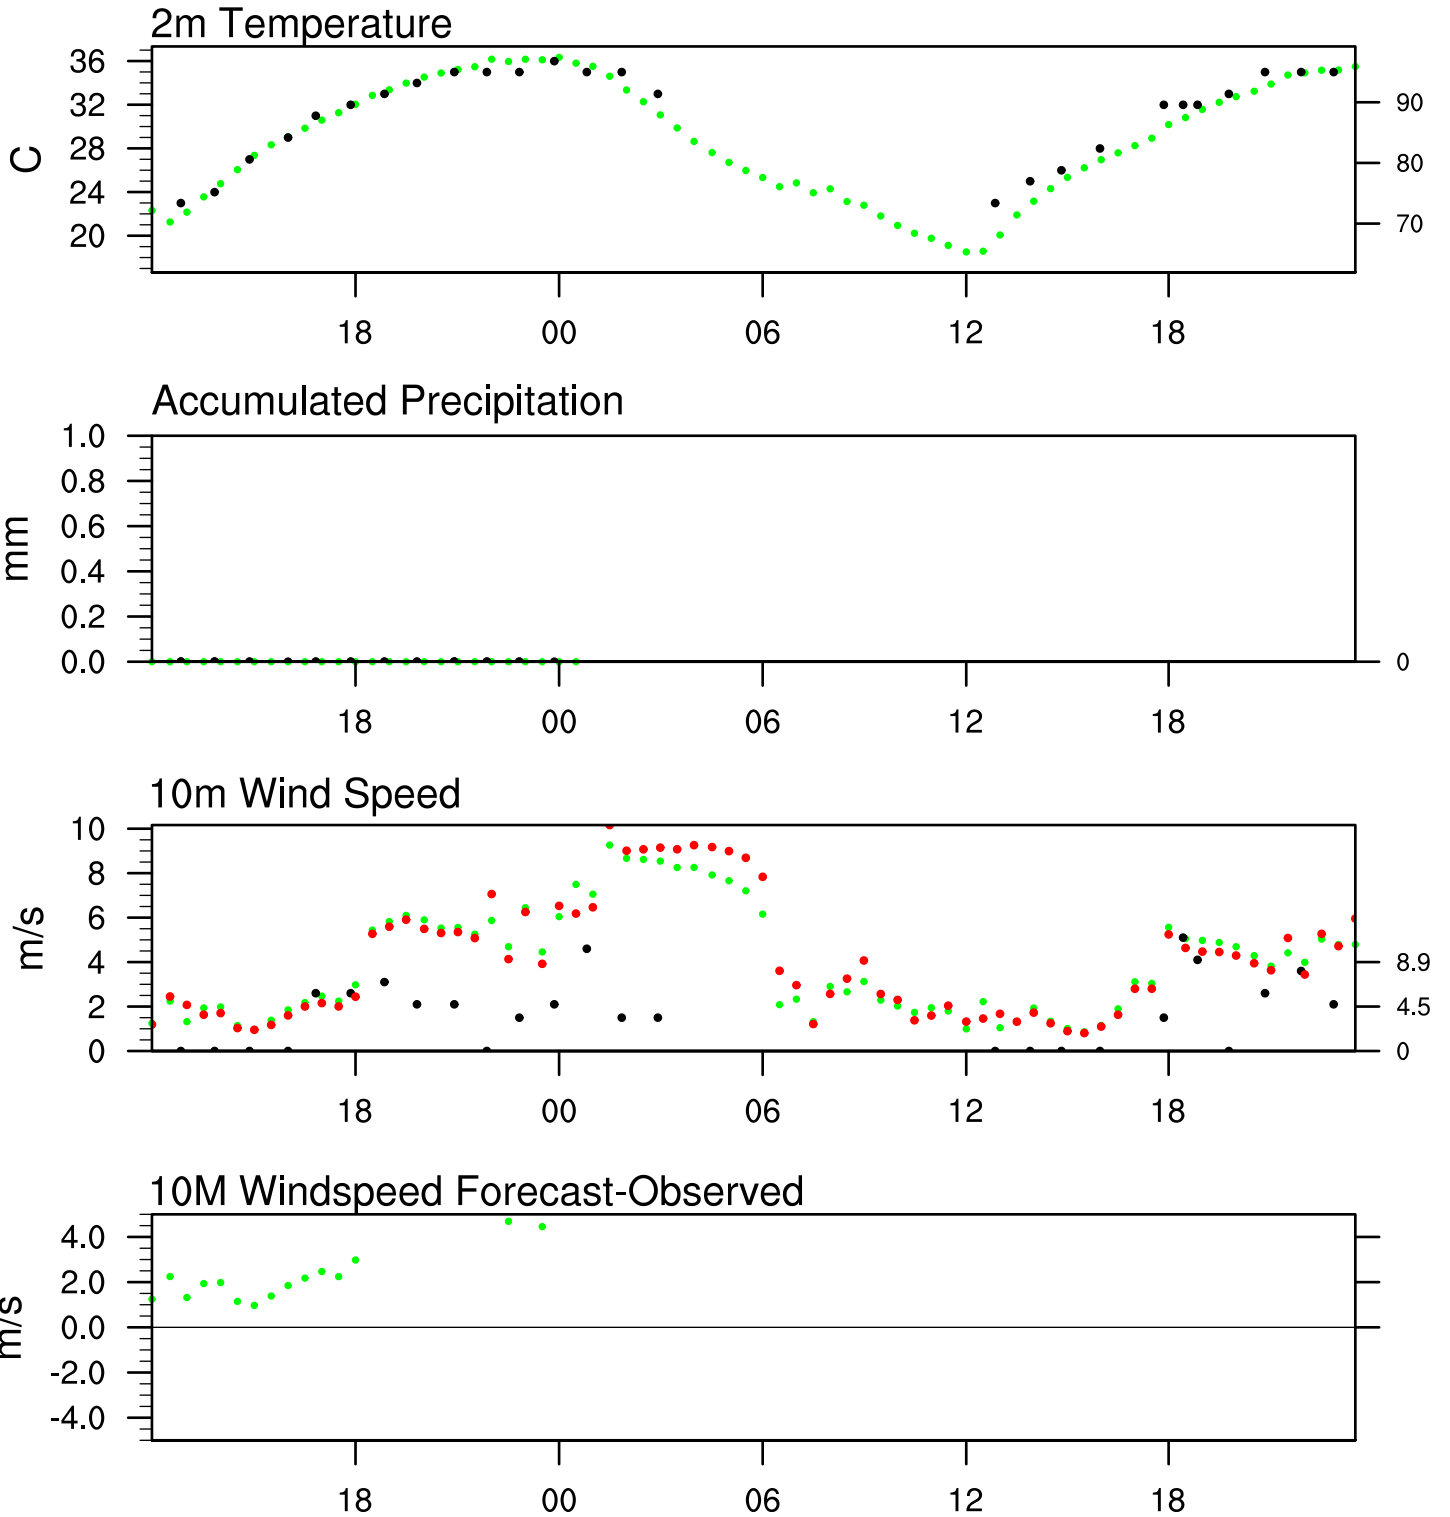 2m Temperature
36
32
28
24
20
C
90
80
70
18 00 06 12 18
Accumulated Precipitation
1.0
0.8
0.6
0.4
0.2
0.0
mm
0
18 00 06 12 18
10m Wind Speed
10
8
6
4
2
0
m/s
8.9
4.5
0
18 00 06 12 18
10M Windspeed Forecast-Observed
4.0
2.0
0.0
-2.0
-4.0
m/s
18 00 06 12 18